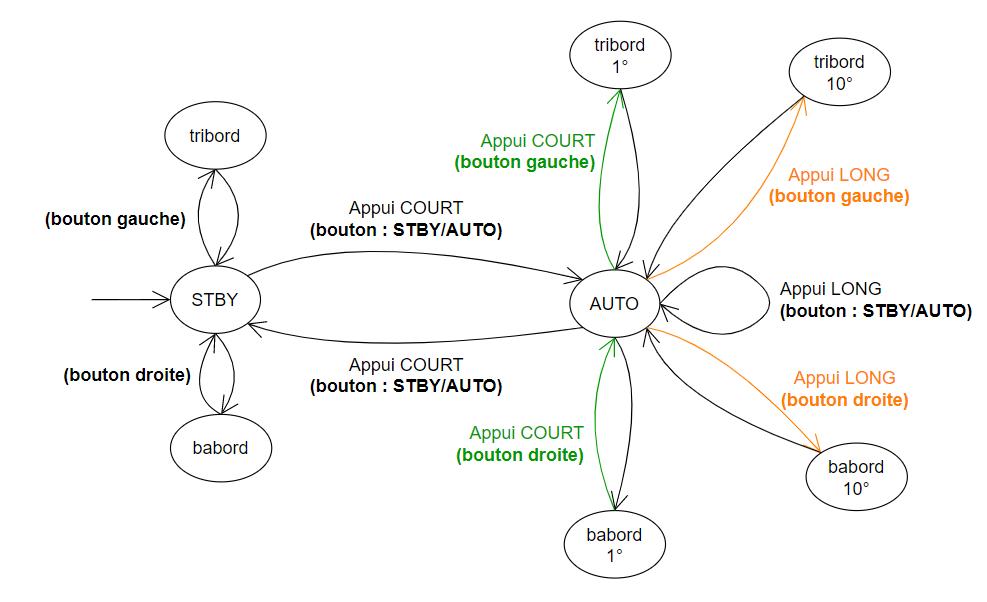 tribord
1°
tribord
10°
tribord
Appui COURT
(bouton gauche)
Appui LONG
(bouton gauche)
(bouton gauche)
Appui COURT
(bouton : STBY/AUTO)
STBY
AUTO
Appui LONG
(bouton : STBY/AUTO)
(bouton droite)
Appui COURT
(bouton : STBY/AUTO)
Appui LONG
(bouton droite)
Appui COURT
(bouton droite)
babord
babord
10°
babord
1°